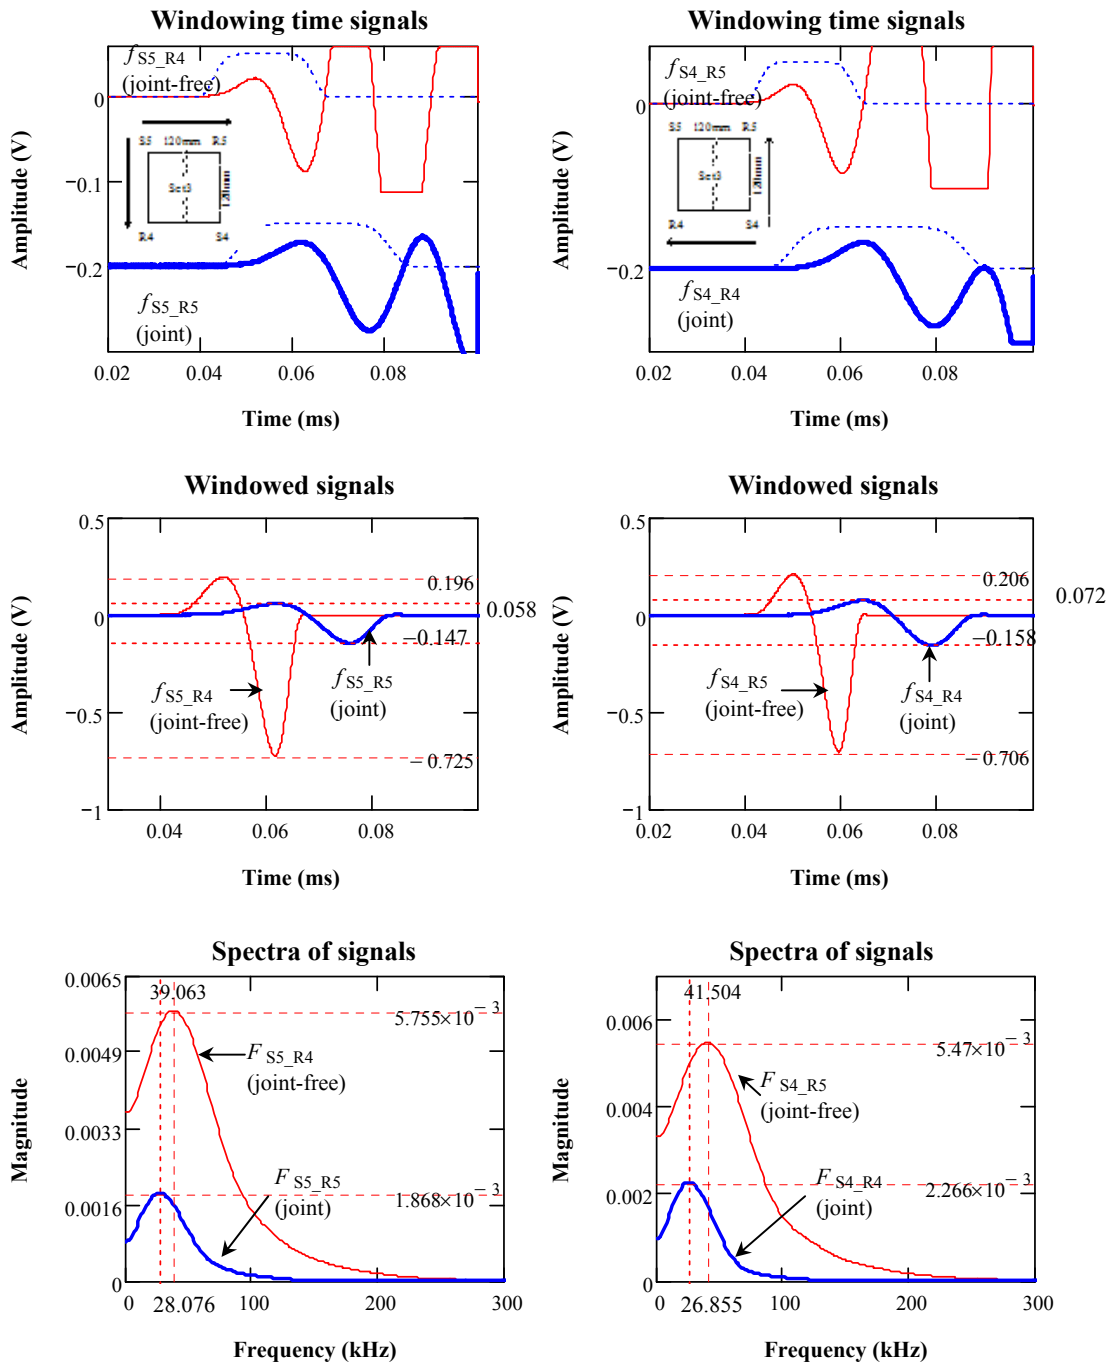 Windowing time signals
f S5_R4
(joint-free)
0
−0.1
−0.2
Amplitude (V)
S5 120mm R5
Sct3
120mm
R4 S4
f S5_R5
(joint)
0.02 0.04 0.06 0.08
Time (ms)
Windowing time signals
f S4_R5
(joint-free)
0
−0.2
Amplitude (V)
S5 120mm R5
Sct3
120mm
R4 S4
f S4_R4
(joint)
0.02 0.04 0.06 0.08
Time (ms)
Windowed signals
0.5
0
−0.5
−1
Amplitude (V)
0.196
0.058
−0.147
f S5_R4
(joint-free)
f S5_R5
(joint)
−0.725
0.04 0.06 0.08
Time (ms)
Windowed signals
0.5
0
−0.5
−1
Amplitude (V)
0.206
0.072
−0.158
f S4_R5
(joint-free)
f S4_R4
(joint)
−0.706
0.02 0.04 0.06 0.08
Time (ms)
Spectra of signals
0.0065
0.0049
0.0033
0.0016
0
Magnitude
39.063
5.755×10−3
F S5_R4
(joint-free)
F S5_R5
(joint)
1.868×10−3
0 28.076 100 200 300
Frequency (kHz)
Spectra of signals
0.006
0.004
0.002
0
Magnitude
41.504
5.47×10−3
F S4_R5
(joint-free)
F S4_R4
(joint)
2.266×10−3
0 26.855 100 200 300
Frequency (kHz)